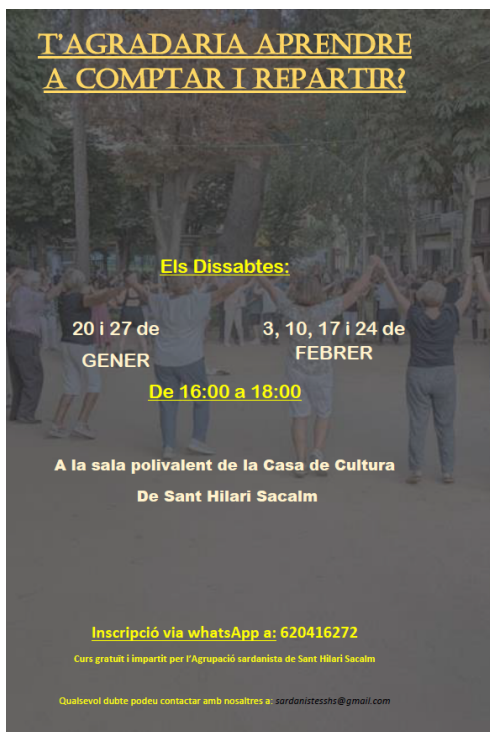 T'AGRADARIA APRENDRE
A COMPTAR I REPARTIR?
Els Dissabtes:
20 i 27 de
GENER
3, 10, 17 i 24 de
FEBRER
De 16:00 a 18:00
A la sala polivalent de la Casa de Cultura
De Sant Hilari Sacalm
Inscripció via whatsApp a: 620416272
Curs gratuït i impartit per l'Agrupació sardanista de Sant Hilari Sacalm
Qualsevol dubte podeu contactar amb nosaltres a: sardanistesshs@gmail.com